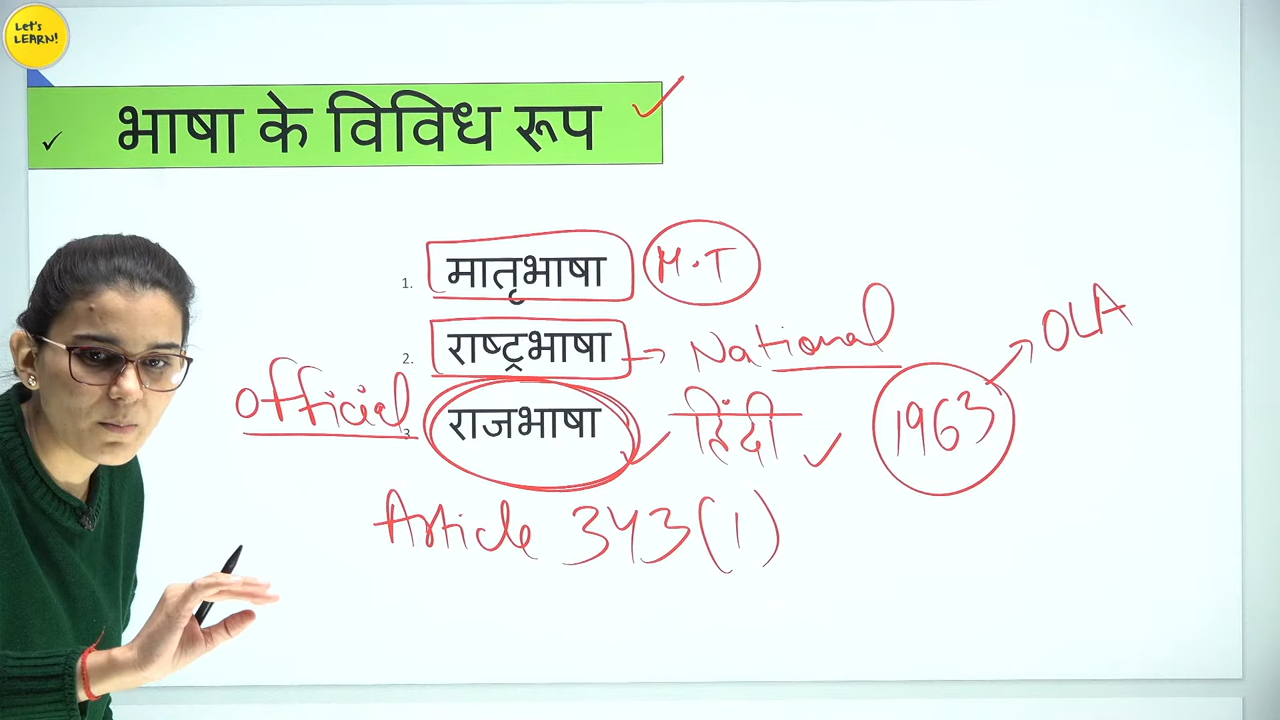 Let's
LEARN!
✓ भाषा के विविध रूप ✓
1. मातृभाषा M.T
2. राष्ट्रभाषा → National
Official 3. राजभाषा ✓ हिंदी ✓ 1963 → OLA
Article 343(1)